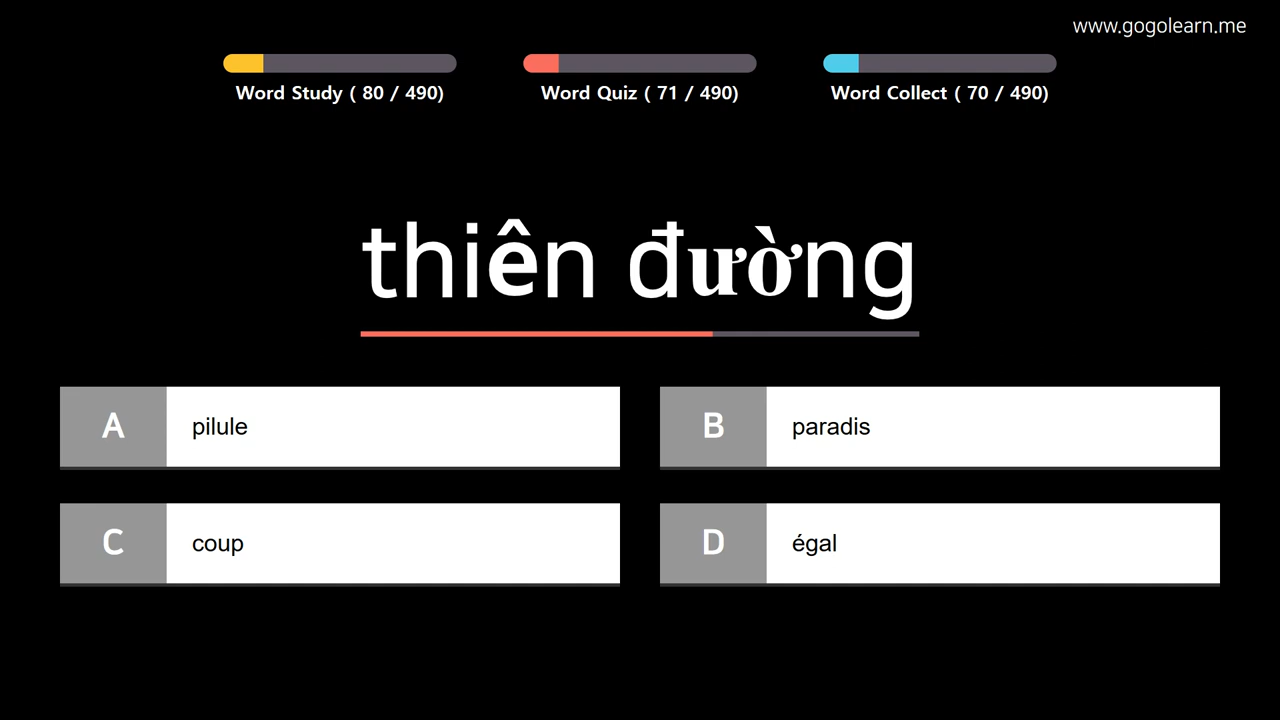 www.gogolearn.me
Word Study ( 80 / 490)
Word Quiz ( 71 / 490)
Word Collect ( 70 / 490)
thiên đường
A pilule
B paradis
C coup
D égal